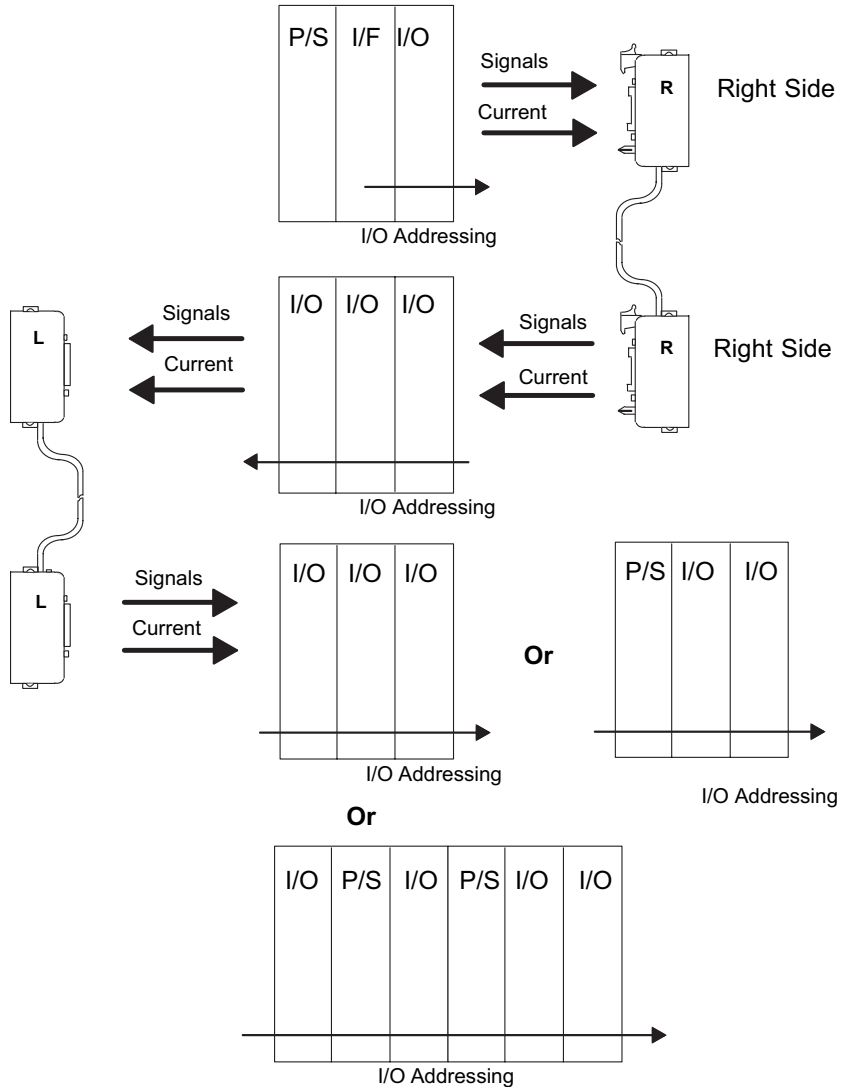 P/S I/F I/O
Signals
Current
R
Right Side
I/O Addressing
I/O I/O I/O
Signals
Current
L
Signals
Current
R
Right Side
I/O Addressing
L
Signals
Current
I/O I/O I/O
Or
P/S I/O I/O
I/O Addressing
I/O Addressing
Or
I/O P/S I/O P/S I/O I/O
I/O Addressing